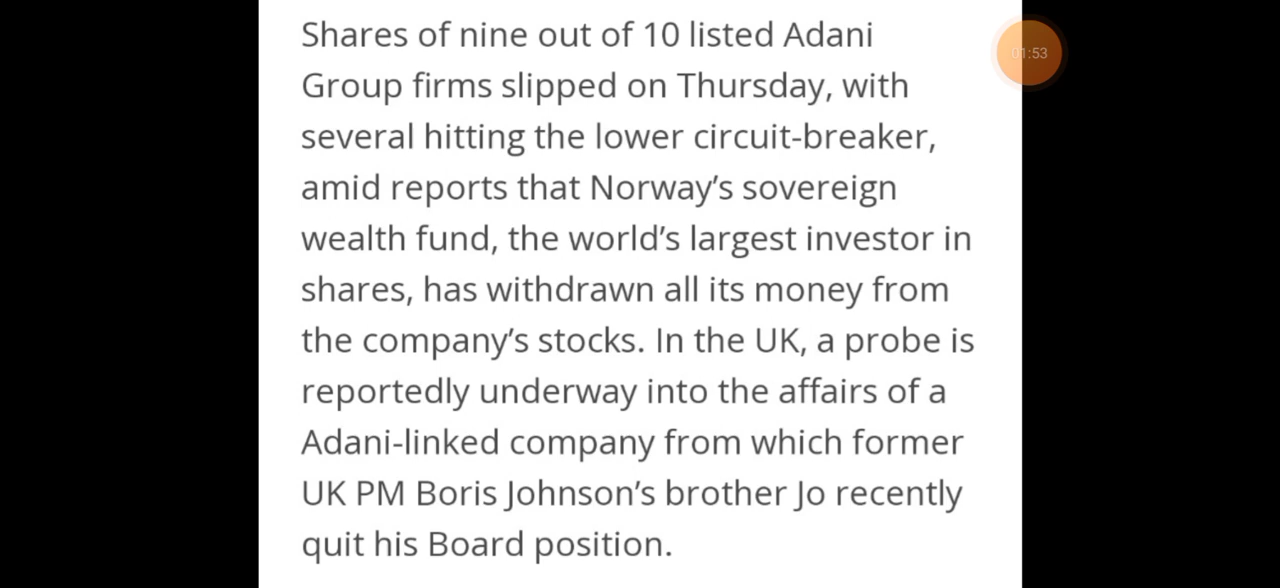 Shares of nine out of 10 listed Adani
Group firms slipped on Thursday, with
several hitting the lower circuit-breaker,
amid reports that Norway’s sovereign
wealth fund, the world’s largest investor in
shares, has withdrawn all its money from
the company’s stocks. In the UK, a probe is
reportedly underway into the affairs of a
Adani-linked company from which former
UK PM Boris Johnson’s brother Jo recently
quit his Board position.
01:53